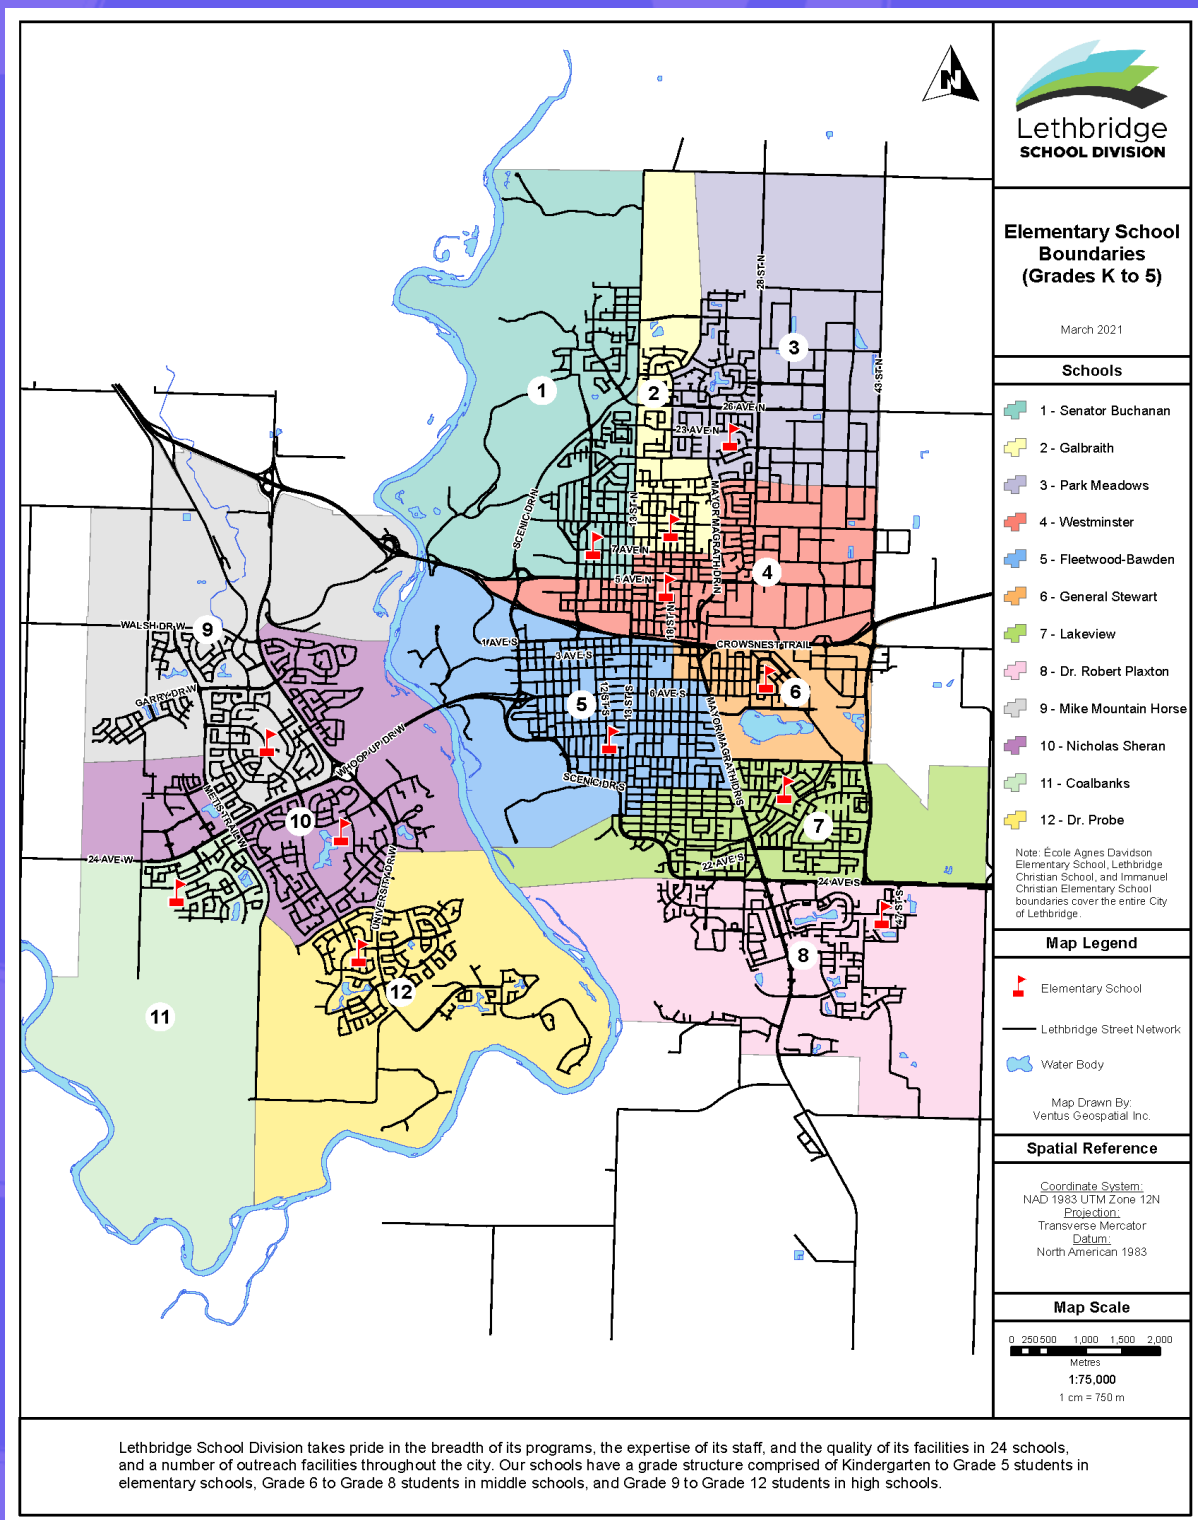 N
Lethbridge
SCHOOL DIVISION
Elementary School
Boundaries
(Grades K to 5)
March 2021
Schools
1 - Senator Buchanan
2 - Galbraith
3 - Park Meadows
4 - Westminster
5 - Fleetwood-Bawden
6 - General Stewart
7 - Lakeview
8 - Dr. Robert Plaxton
9 - Mike Mountain Horse
10 - Nicholas Sheran
11 - Coalbanks
12 - Dr. Probe
Note: École Agnes Davidson
Elementary School, Lethbridge
Christian School, and Immanuel
Christian Elementary School
boundaries cover the entire City
of Lethbridge.
Map Legend
Elementary School
Lethbridge Street Network
Water Body
Map Drawn By:
Ventus Geospatial Inc.
Spatial Reference
Coordinate System:
NAD 1983 UTM Zone 12N
Projection:
Transverse Mercator
Datum:
North American 1983
Map Scale
0 250 500 1,000 1,500 2,000
Metres
1:75,000
1 cm = 750 m
28 ST N
3
43 ST N
1
2
26 AVE N
23 AVE N
MAYOR MAGRATH DR N
13 ST N
SCENIC DR N
7 AVE N
5 AVE N
4
18 ST N
WALSH DR W
9
1 AVE S
3 AVE S
CROWSNEST TRAIL
GARRY DR W
5
12 ST S
13 ST S
6 AVE S
6
MAYOR MAGRATH DR S
WHOOP-UP DR W
SCENIC DR S
METIS TRAIL W
10
7
24 AVE W
UNIVERSITY DR W
22 AVE S
24 AVE S
47 ST S
8
12
11
Lethbridge School Division takes pride in the breadth of its programs, the expertise of its staff, and the quality of its facilities in 24 schools,
and a number of outreach facilities throughout the city. Our schools have a grade structure comprised of Kindergarten to Grade 5 students in
elementary schools, Grade 6 to Grade 8 students in middle schools, and Grade 9 to Grade 12 students in high schools.